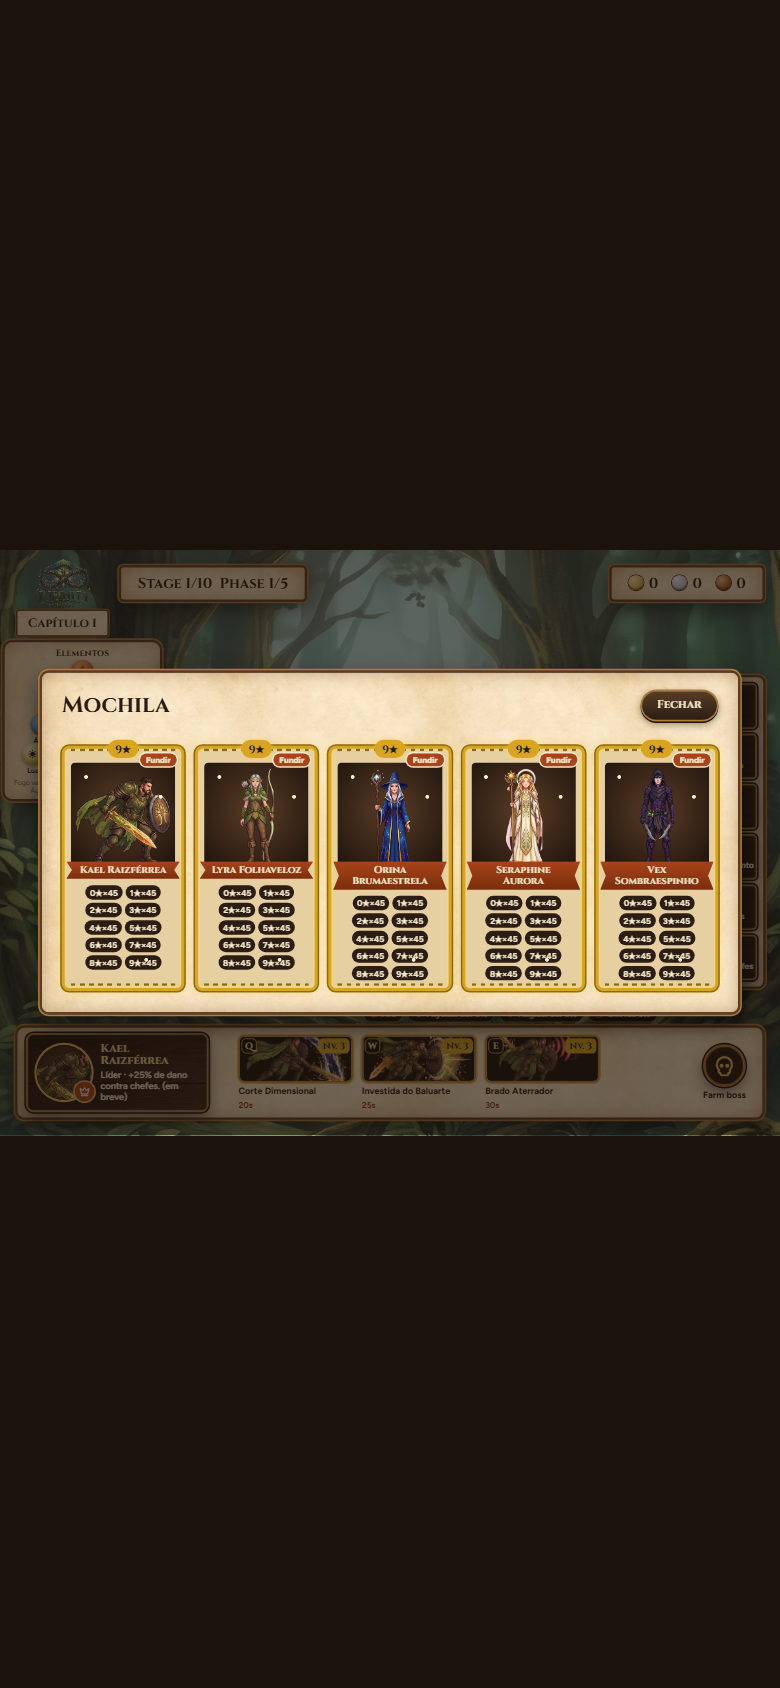 STAGE 1/10 PHASE 1/5
0 0 0
CAPÍTULO 1
ELEMENTOS
MOCHILA
FECHAR
9★
Fundir
KAEL RAIZFÉRREA
0★×45 1★×45
2★×45 3★×45
4★×45 5★×45
6★×45 7★×45
8★×45 9★×45
9★
Fundir
LYRA FOLHAVELOZ
0★×45 1★×45
2★×45 3★×45
4★×45 5★×45
6★×45 7★×45
8★×45 9★×45
9★
Fundir
ORINA
BRUMAESTRELA
0★×45 1★×45
2★×45 3★×45
4★×45 5★×45
6★×45 7★×45
8★×45 9★×45
9★
Fundir
SERAPHINE
AURORA
0★×45 1★×45
2★×45 3★×45
4★×45 5★×45
6★×45 7★×45
8★×45 9★×45
9★
Fundir
VEX
SOMBRAESPINHO
0★×45 1★×45
2★×45 3★×45
4★×45 5★×45
6★×45 7★×45
8★×45 9★×45
KAEL
RAIZFÉRREA
Líder · +25% de dano
contra chefes. (em
breve)
Q NV. 3
Corte Dimensional
20s
W NV. 3
Investida do Baluarte
25s
E NV. 3
Brado Aterrador
30s
Farm boss